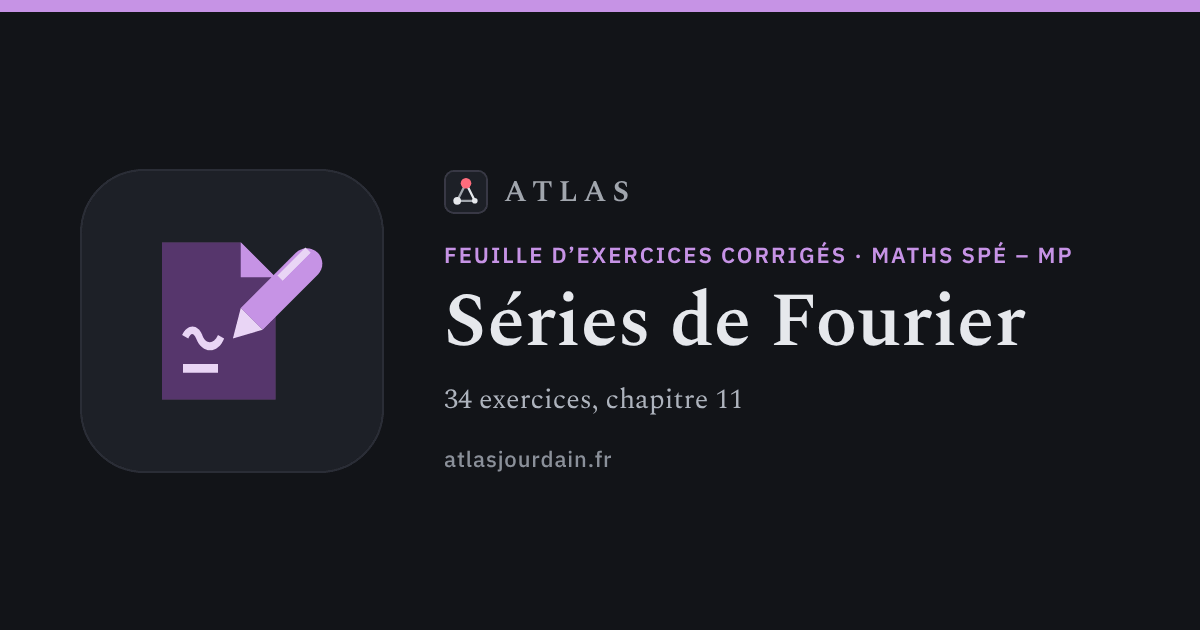 ATLAS
FEUILLE D’EXERCICES CORRIGÉS · MATHS SPÉ – MP
Séries de Fourier
34 exercices, chapitre 11
atlasjourdain.fr